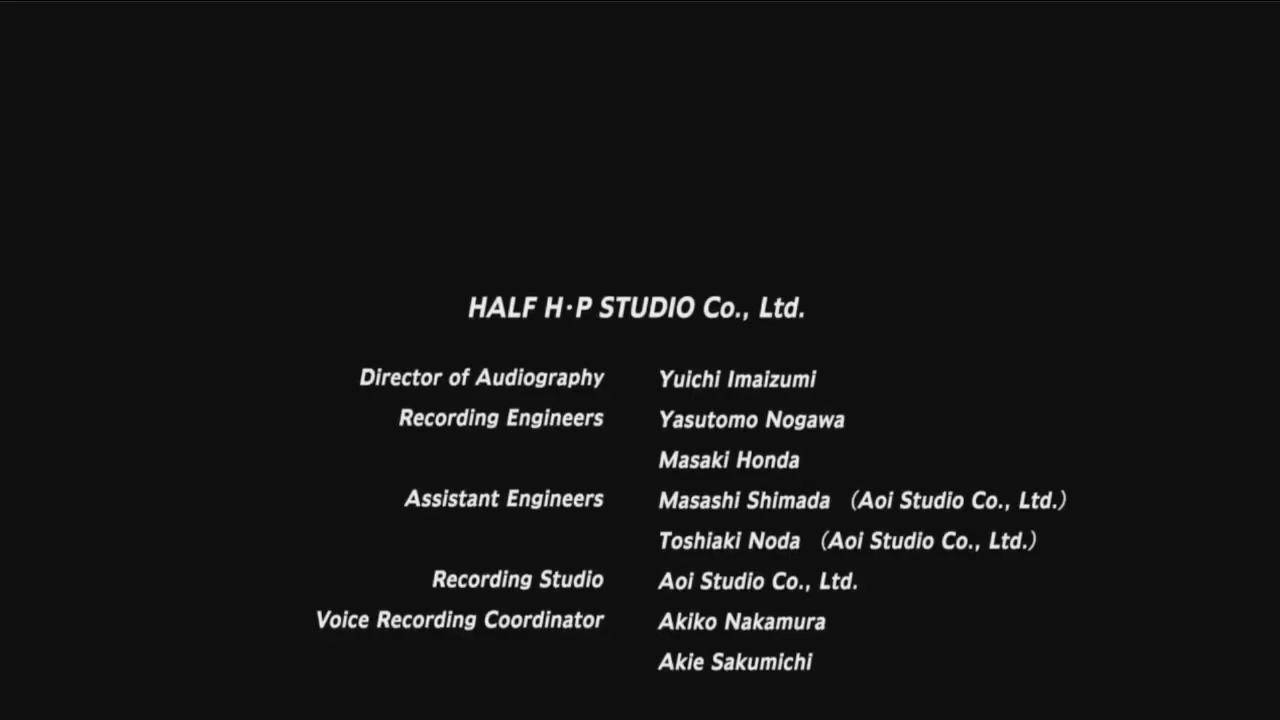 HALF H·P STUDIO Co., Ltd.
Director of Audiography Yuichi Imaizumi
Recording Engineers Yasutomo Nogawa
Masaki Honda
Assistant Engineers Masashi Shimada （Aoi Studio Co., Ltd.）
Toshiaki Noda （Aoi Studio Co., Ltd.）
Recording Studio Aoi Studio Co., Ltd.
Voice Recording Coordinator Akiko Nakamura
Akie Sakumichi